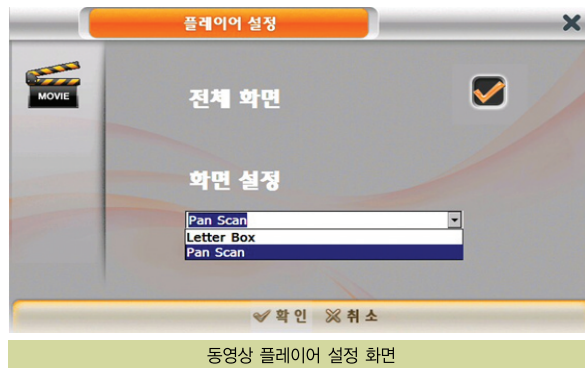 플레이어 설정
MOVIE
전체 화면
화면 설정
Pan Scan
Letter Box
Pan Scan
확인 취소
동영상 플레이어 설정 화면